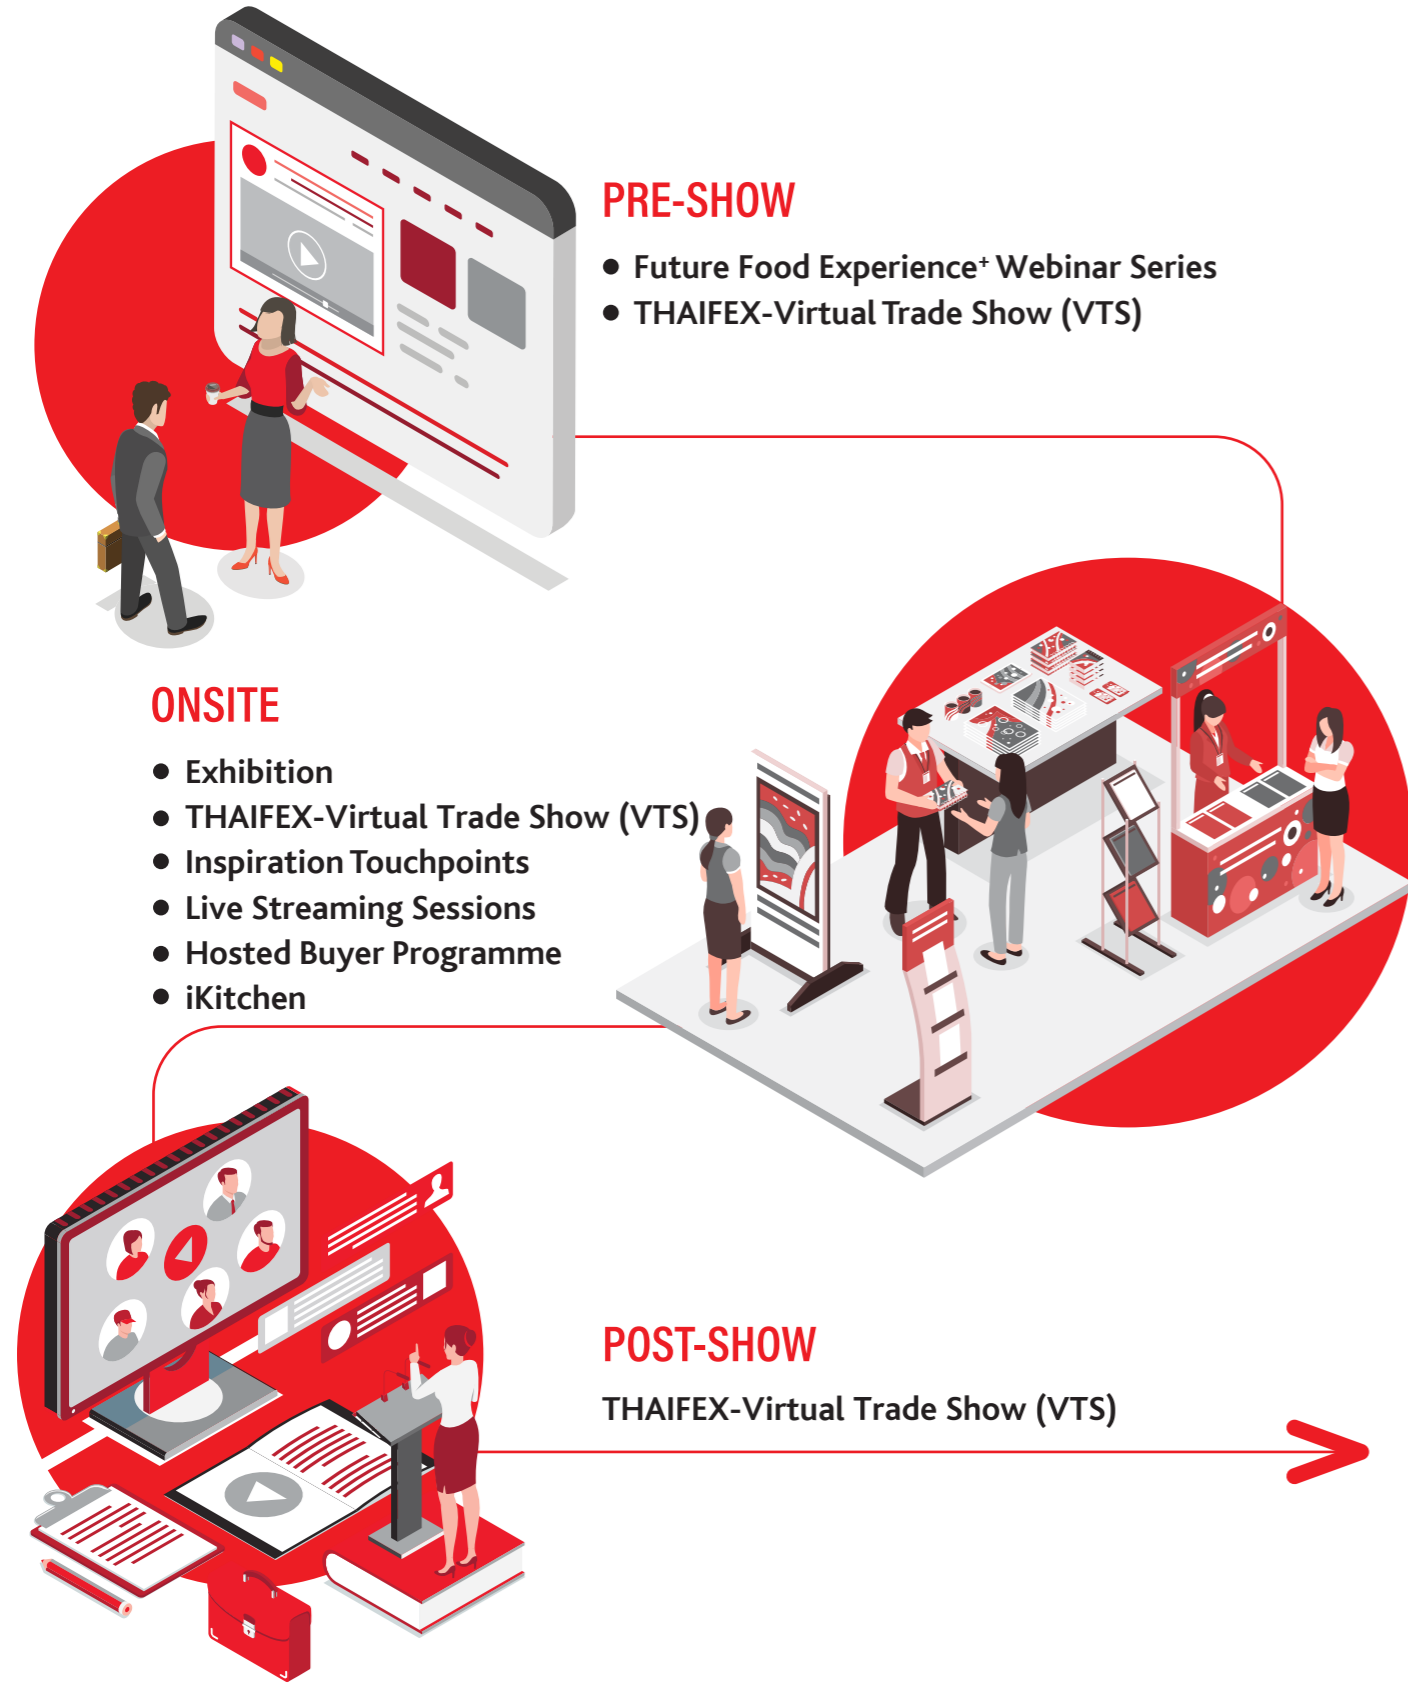 PRE-SHOW
● Future Food Experience⁺ Webinar Series
● THAIFEX-Virtual Trade Show (VTS)
ONSITE
● Exhibition
● THAIFEX-Virtual Trade Show (VTS)
● Inspiration Touchpoints
● Live Streaming Sessions
● Hosted Buyer Programme
● iKitchen
POST-SHOW
THAIFEX-Virtual Trade Show (VTS)